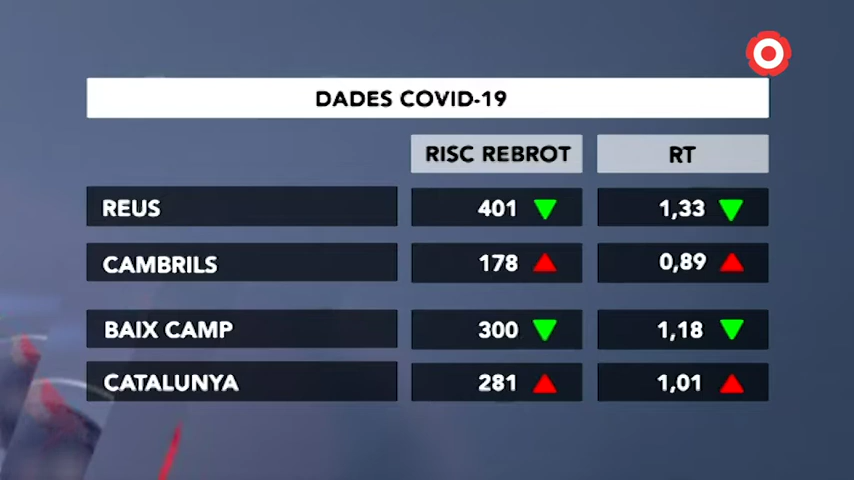 DADES COVID-19
RISC REBROT RT
REUS 401 1,33
CAMBRILS 178 0,89
BAIX CAMP 300 1,18
CATALUNYA 281 1,01